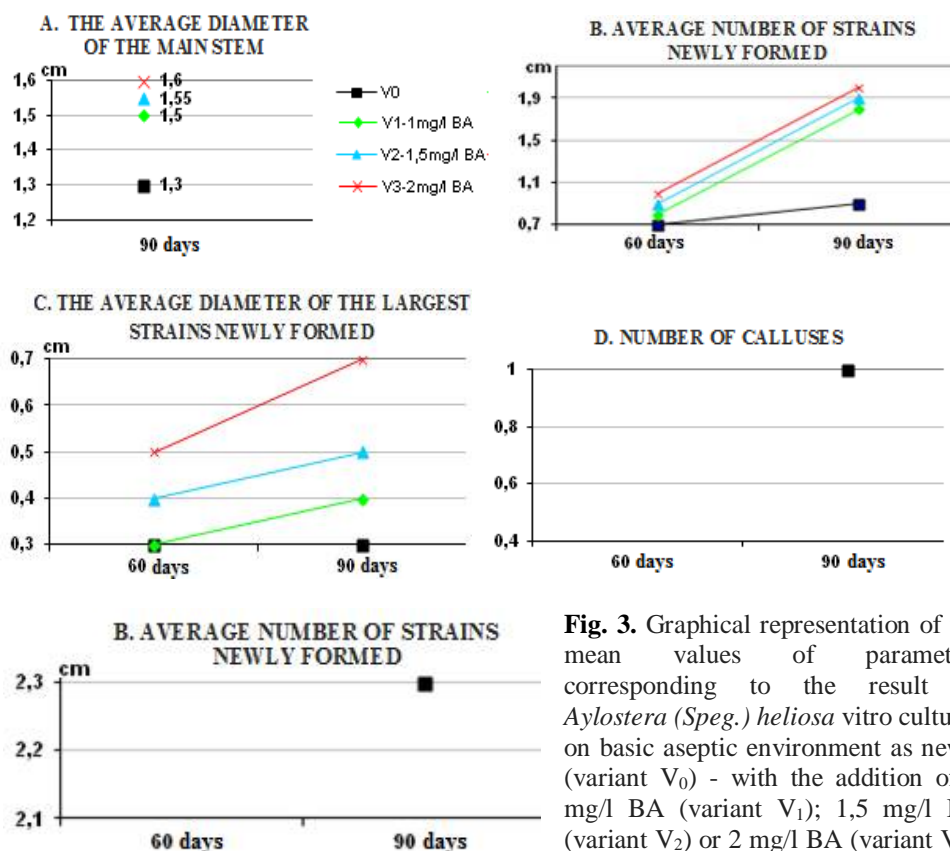 A. THE AVERAGE DIAMETER
OF THE MAIN STEM
cm
1,6
1,5
1,4
1,3
1,2
1,6
1,55
1,5
1,3
90 days
V0
V1-1mg/l BA
V2-1,5mg/l BA
V3-2mg/l BA
B. AVERAGE NUMBER OF STRAINS
NEWLY FORMED
cm
1,9
1,5
1,1
0,7
60 days 90 days
C. THE AVERAGE DIAMETER OF THE LARGEST
STRAINS NEWLY FORMED
cm
0,7
0,6
0,5
0,4
0,3
60 days 90 days
D. NUMBER OF CALLUSES
1
0,8
0,6
0,4
60 days 90 days
B. AVERAGE NUMBER OF STRAINS
NEWLY FORMED
cm
2,3
2,2
2,1
60 days 90 days
Fig. 3. Graphical representation of
mean values of paramet
corresponding to the result
Aylostera (Speg.) heliosa vitro cultu
on basic aseptic environment as nev
(variant V0) - with the addition o
mg/l BA (variant V1); 1,5 mg/l
(variant V2) or 2 mg/l BA (variant V